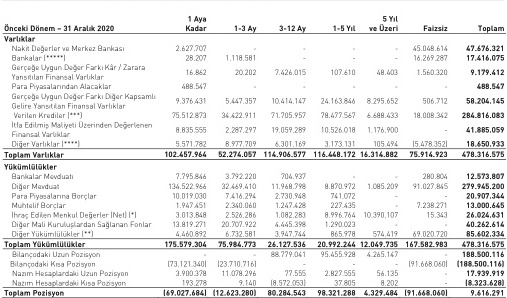 1 Aya 5 Yıl
Önceki Dönem – 31 Aralık 2020 Kadar 1-3 Ay 3-12 Ay 1-5 Yıl ve Üzeri Faizsiz Toplam
Varlıklar
Nakit Değerler ve Merkez Bankası 2.627.707 - - - - 45.048.614 47.676.321
Bankalar (*****) 28.207 1.118.581 - - - 16.269.287 17.416.075
Gerçeğe Uygun Değer Farkı Kâr / Zarara
Yansıtılan Finansal Varlıklar 16.862 20.202 7.426.015 107.610 48.403 1.560.320 9.179.412
Para Piyasalarından Alacaklar 488.547 - - - - - 488.547
Gerçeğe Uygun Değer Farkı Diğer Kapsamlı
Gelire Yansıtılan Finansal Varlıklar 9.376.431 5.447.357 10.414.147 24.163.846 8.295.652 506.712 58.204.145
Verilen Krediler (***) 75.512.873 34.422.911 71.705.957 78.477.567 6.688.433 18.008.342 284.816.083
İtfa Edilmiş Maliyeti Üzerinden Değerlenen
Finansal Varlıklar 8.835.555 2.287.297 19.059.289 10.526.018 1.176.900 - 41.885.059
Diğer Varlıklar (****) 5.571.782 8.977.709 6.301.169 3.173.131 105.494 (5.478.352) 18.650.933
Toplam Varlıklar 102.457.964 52.274.057 114.906.577 116.448.172 16.314.882 75.914.923 478.316.575
Yükümlülükler
Bankalar Mevduatı 7.795.846 3.792.220 704.937 - - 280.804 12.573.807
Diğer Mevduat 134.522.966 32.469.410 11.968.798 8.870.972 1.085.209 91.027.845 279.945.200
Para Piyasalarına Borçlar 10.019.030 7.416.294 2.730.948 741.072 - - 20.907.344
Muhtelif Borçlar 1.947.451 2.340.060 1.247.428 227.435 - 7.238.271 13.000.645
İhraç Edilen Menkul Değerler (Net) (*) 3.013.848 2.526.486 1.082.283 8.996.764 10.390.107 15.343 26.024.631
Diğer Mali Kuruluşlardan Sağlanan Fonlar 13.819.271 20.707.922 4.445.398 1.290.023 - - 40.262.614
Diğer Yükümlülükler (**) 4.460.892 6.732.581 3.947.744 865.978 574.419 69.020.720 85.602.334
Toplam Yükümlülükler 175.579.304 75.984.773 26.127.536 20.992.244 12.049.735 167.582.983 478.316.575
Bilançodaki Uzun Pozisyon - - 88.779.041 95.455.928 4.265.147 - 188.500.116
Bilançodaki Kısa Pozisyon (73.121.340) (23.710.716) - - - (91.668.060) (188.500.116)
Nazım Hesaplardaki Uzun Pozisyon 3.900.378 11.078.296 77.555 2.827.555 56.135 - 17.939.919
Nazım Hesaplardaki Kısa Pozisyon 193.278 9.140 (8.572.053) 37.805 8.202 - (8.323.628)
Toplam Pozisyon (69.027.684) (12.623.280) 80.284.543 98.321.288 4.329.484 (91.668.060) 9.616.291